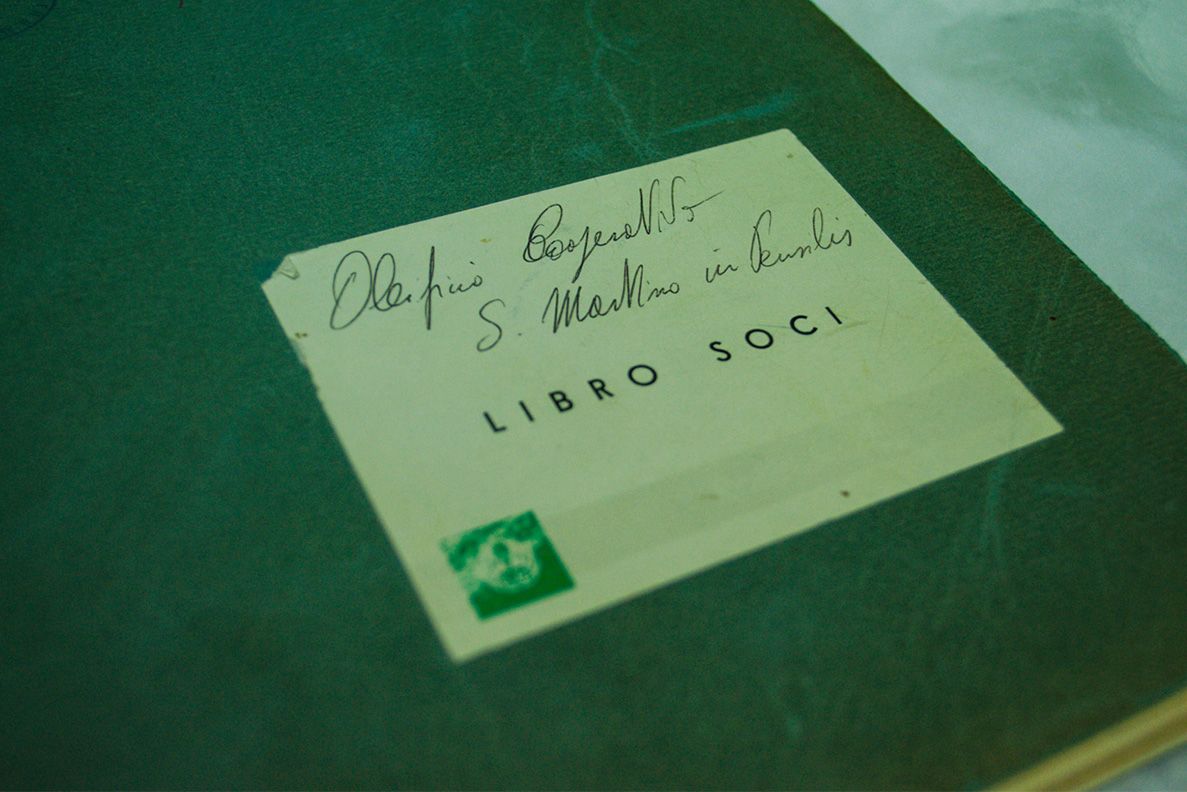 Oleificio Cooperativo
S. Martino in Pensilis
LIBRO SOCI